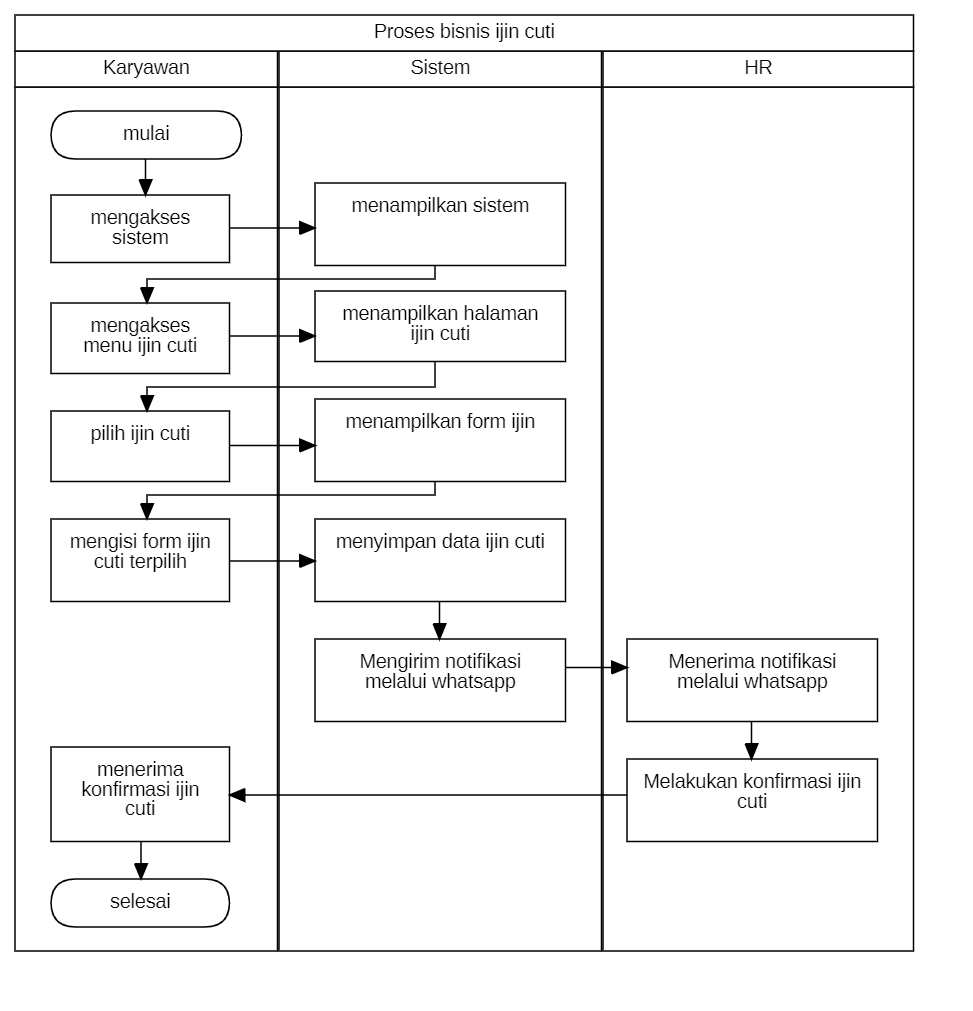 Proses bisnis ijin cuti
Karyawan
Sistem
HR
mulai
mengakses
sistem
menampilkan sistem
mengakses
menu ijin cuti
menampilkan halaman
ijin cuti
pilih ijin cuti
menampilkan form ijin
mengisi form ijin
cuti terpilih
menyimpan data ijin cuti
Mengirim notifikasi
melalui whatsapp
Menerima notifikasi
melalui whatsapp
Melakukan konfirmasi ijin
cuti
menerima
konfirmasi ijin
cuti
selesai